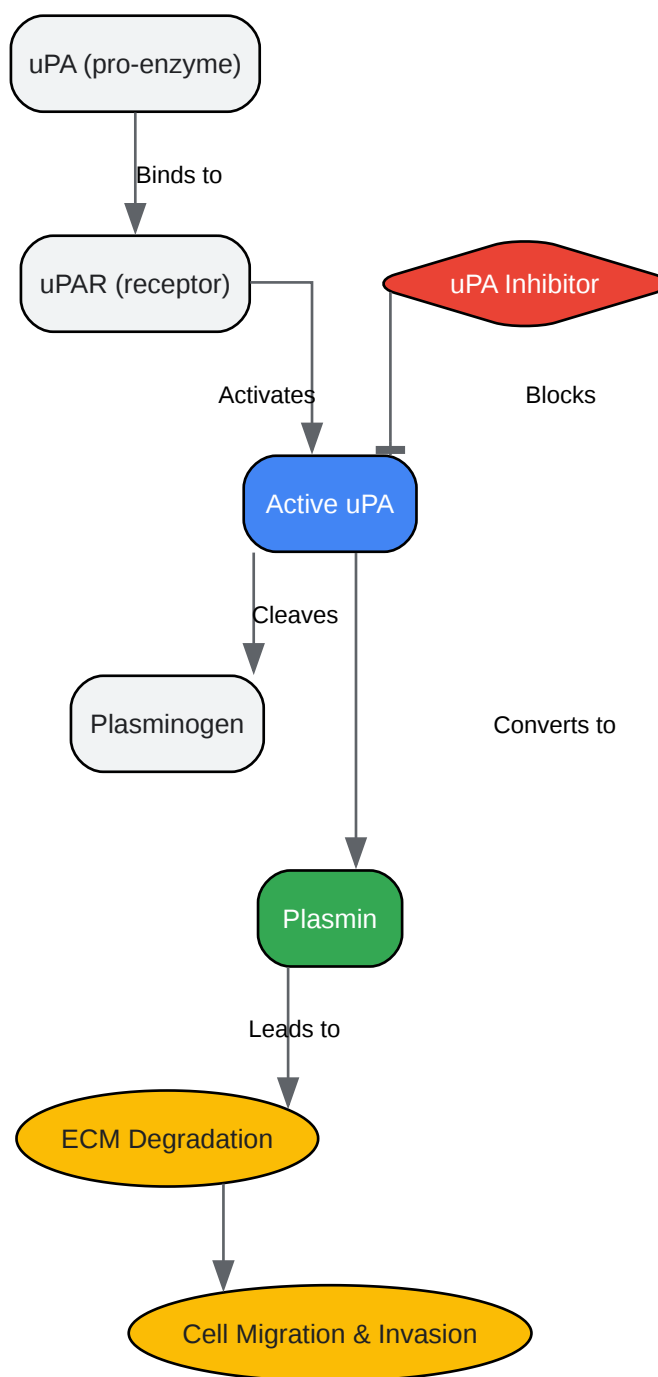 uPA (pro-enzyme)
Binds to
uPAR (receptor)
uPA Inhibitor
Activates
Blocks
Active uPA
Cleaves
Plasminogen
Converts to
Plasmin
Leads to
ECM Degradation
Cell Migration & Invasion